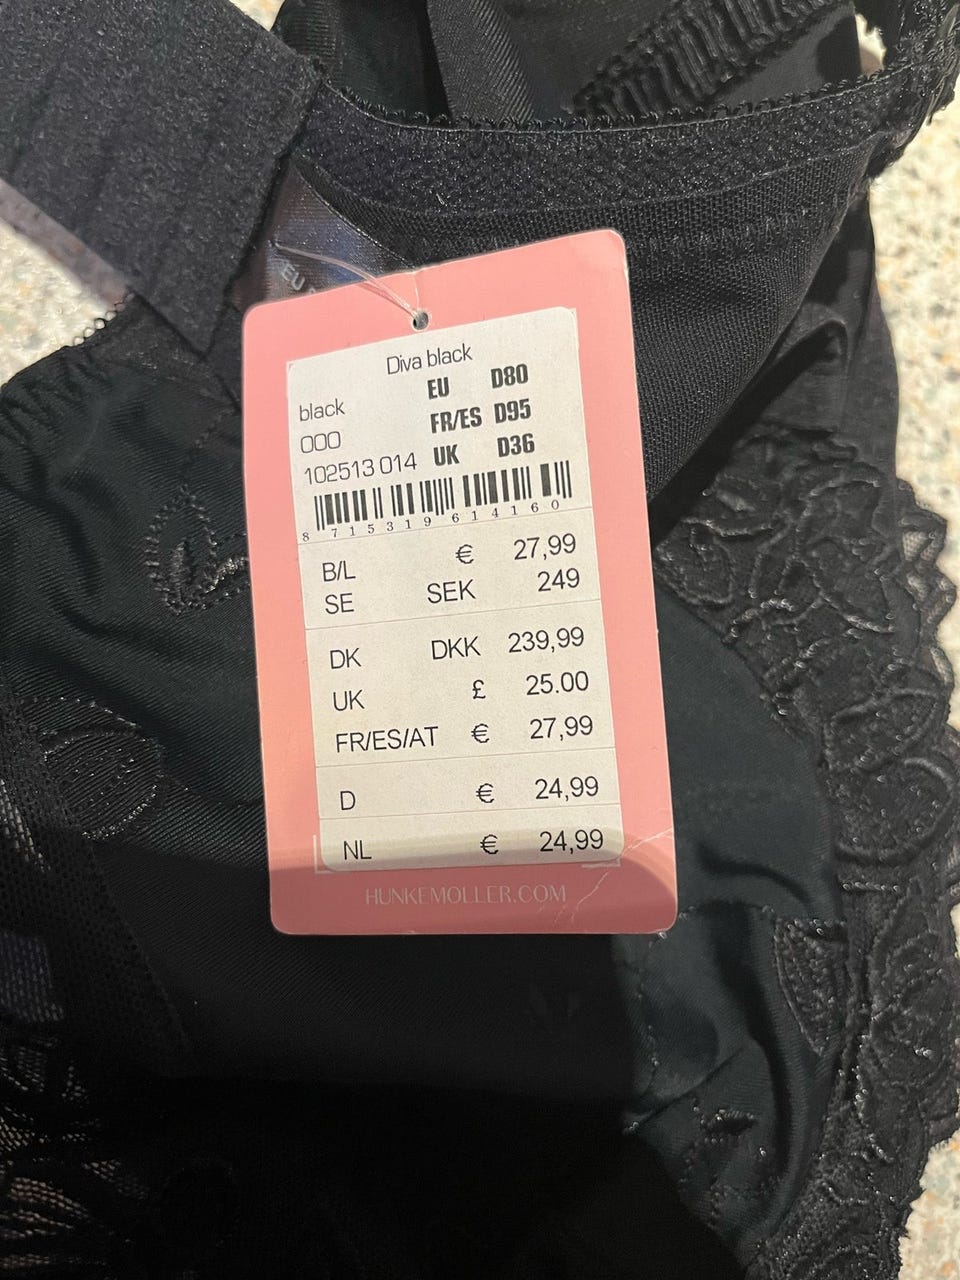 EU
Diva black
black EU D80
000 FR/ES D95
102513 014 UK D36
8 715319 614160
B/L € 27,99
SE SEK 249
DK DKK 239,99
UK £ 25.00
FR/ES/AT € 27,99
D € 24,99
NL € 24,99
HUNKEMOLLER.COM